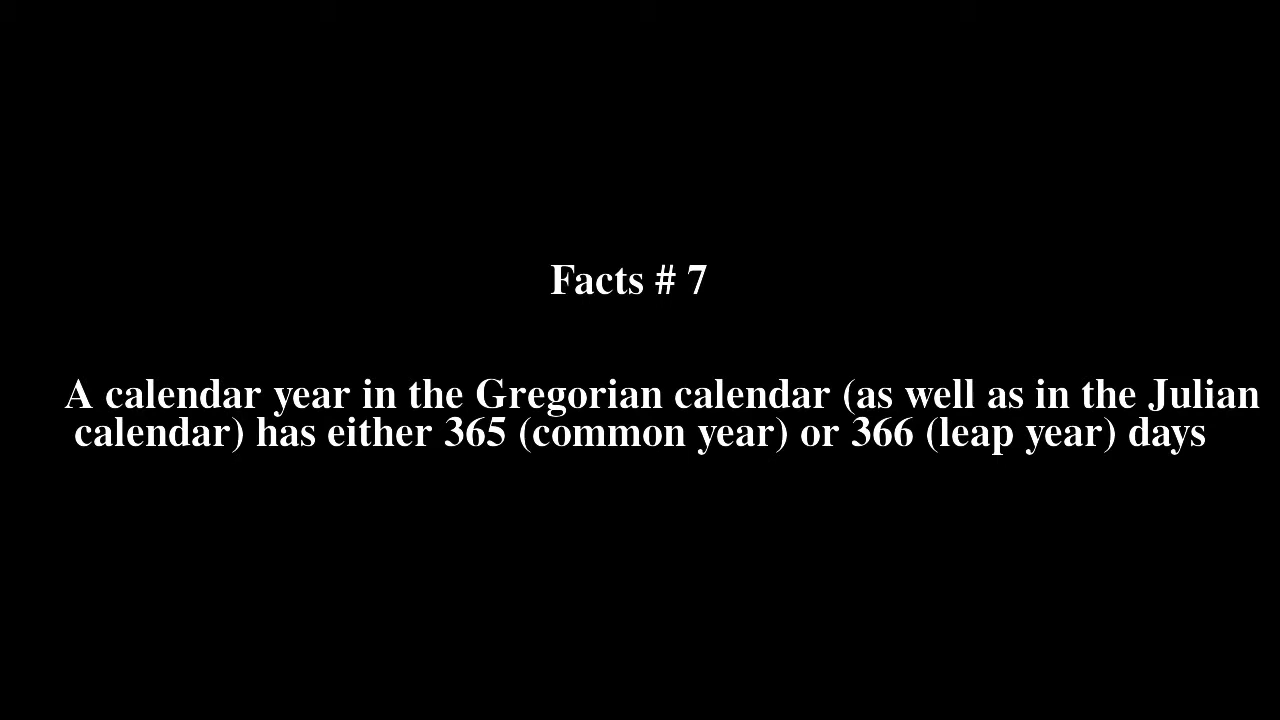 Facts # 7
A calendar year in the Gregorian calendar (as well as in the Julian
calendar) has either 365 (common year) or 366 (leap year) days